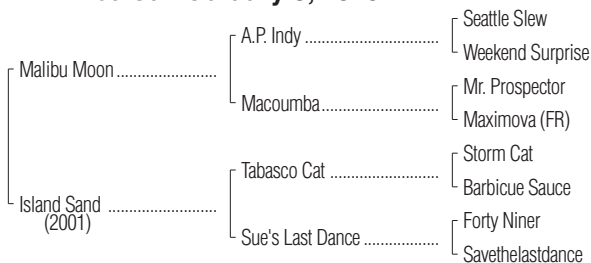 Seattle Slew
A.P. Indy ................................
Weekend Surprise
Malibu Moon ........................
Mr. Prospector
Macoumba............................
Maximova (FR)
Storm Cat
Tabasco Cat ..........................
Barbicue Sauce
Island Sand ..........................
(2001)
Forty Niner
Sue's Last Dance ..................
Savethelastdance